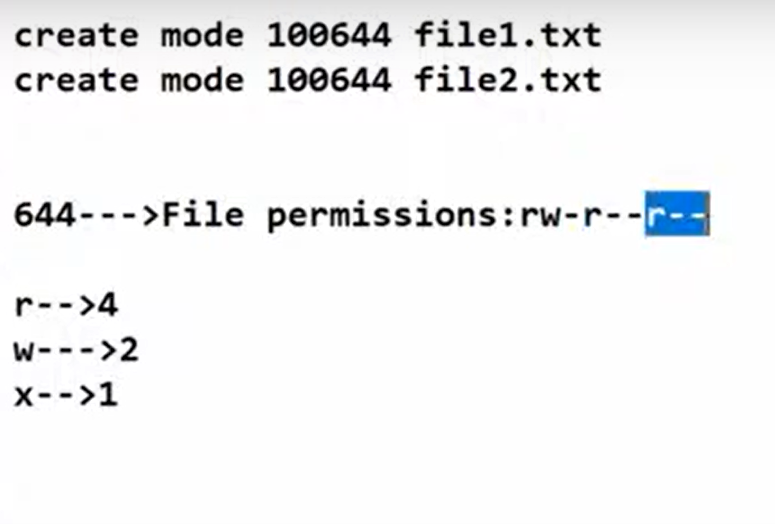 create mode 100644 file1.txt
create mode 100644 file2.txt
644--->File permissions:rw-r--r--
r-->4
w--->2
x-->1